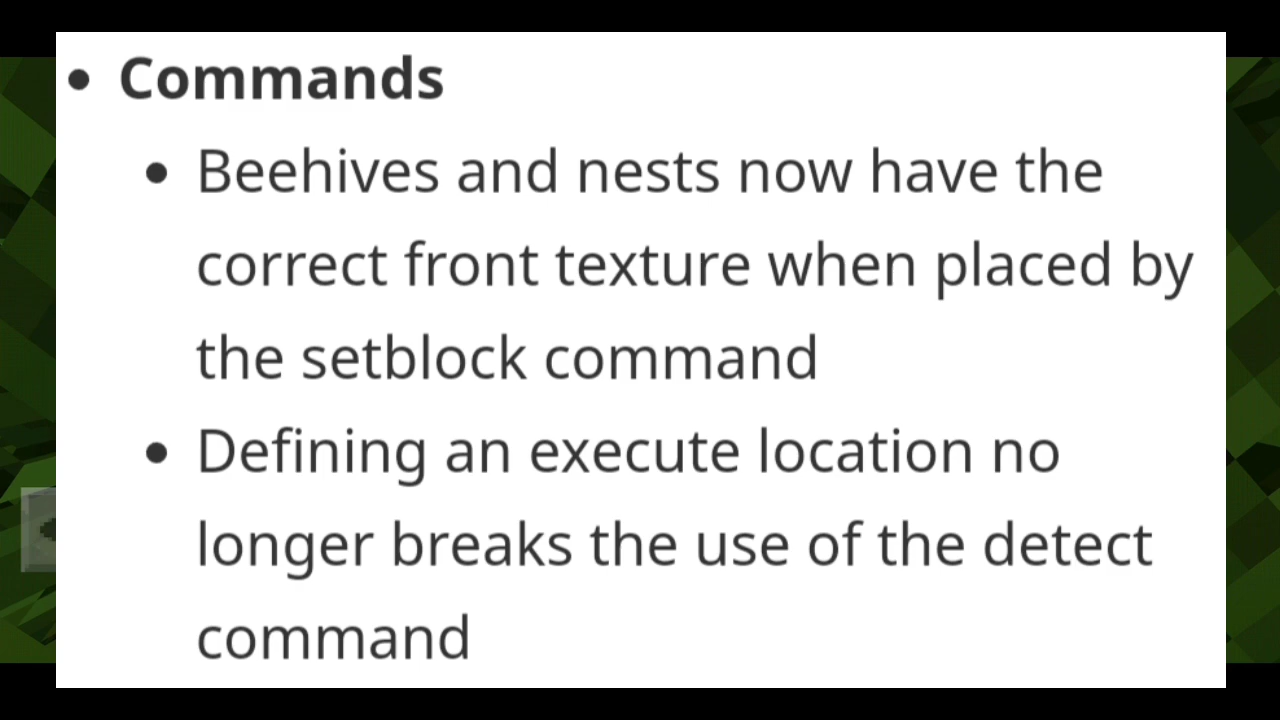 • Commands
• Beehives and nests now have the
correct front texture when placed by
the setblock command
• Defining an execute location no
longer breaks the use of the detect
command